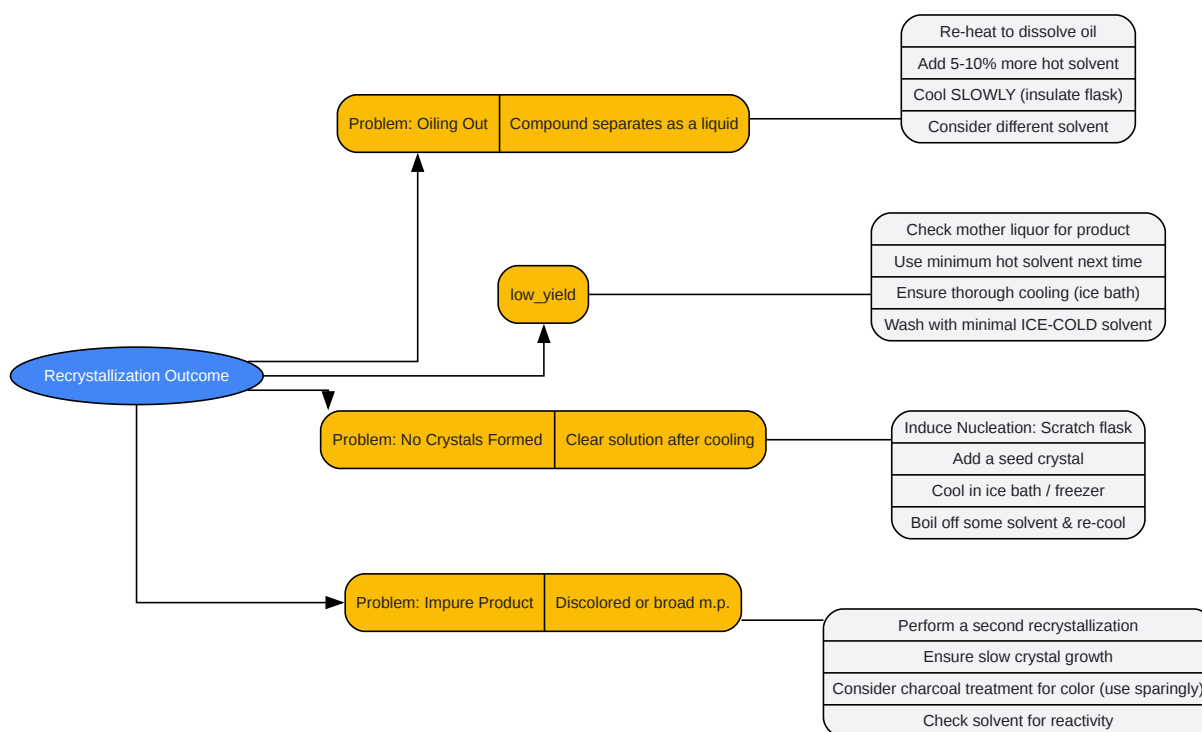 Recrystallization Outcome
Problem: Oiling Out
Compound separates as a liquid
Re-heat to dissolve oil
Add 5-10% more hot solvent
Cool SLOWLY (insulate flask)
Consider different solvent
low_yield
Check mother liquor for product
Use minimum hot solvent next time
Ensure thorough cooling (ice bath)
Wash with minimal ICE-COLD solvent
Problem: No Crystals Formed
Clear solution after cooling
Induce Nucleation: Scratch flask
Add a seed crystal
Cool in ice bath / freezer
Boil off some solvent & re-cool
Problem: Impure Product
Discolored or broad m.p.
Perform a second recrystallization
Ensure slow crystal growth
Consider charcoal treatment for color (use sparingly)
Check solvent for reactivity